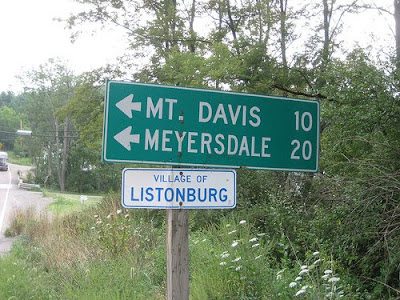 MT. DAVIS 10
MEYERSDALE 20
VILLAGE OF
LISTONBURG